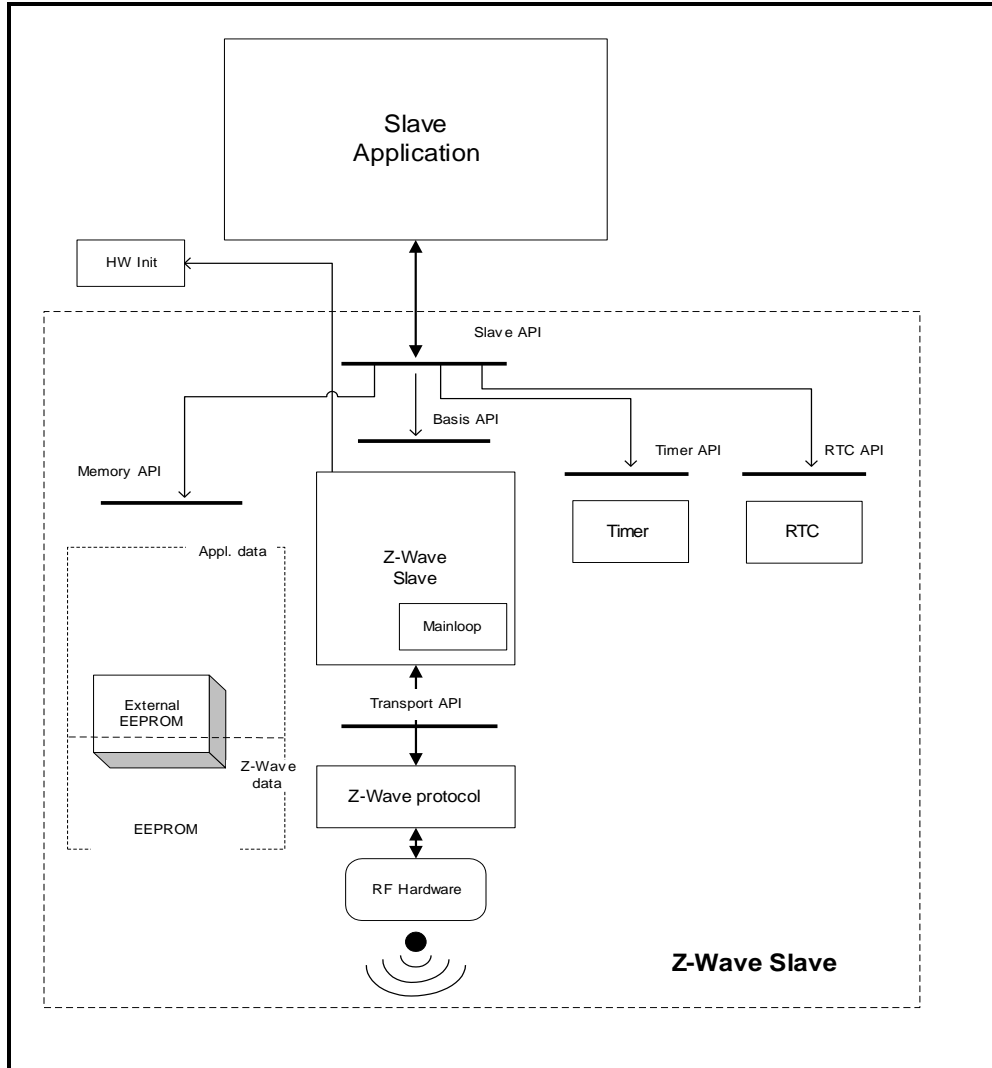 Slave
Application
HW Init
Slave API
Basis API
Memory API
Timer API
RTC API
Timer
RTC
Appl. data
Z-Wave
Slave
Mainloop
External
EEPROM
Transport API
Z-Wave
data
Z-Wave protocol
EEPROM
RF Hardware
Z-Wave Slave